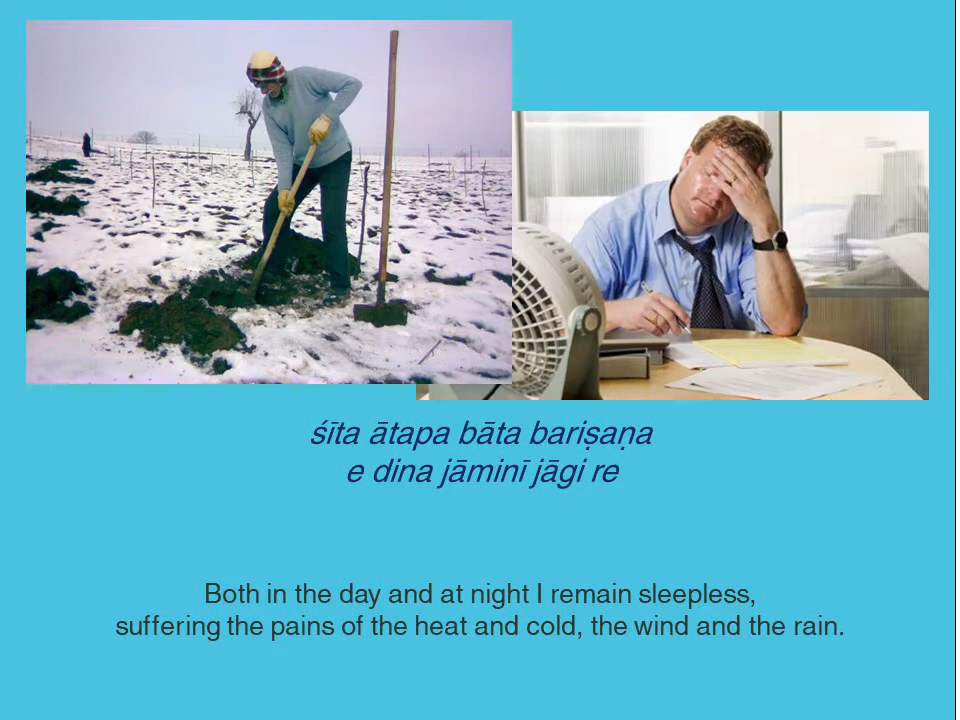 śīta ātapa bāta bariṣaṇa
e dina jāminī jāgi re
Both in the day and at night I remain sleepless,
suffering the pains of the heat and cold, the wind and the rain.